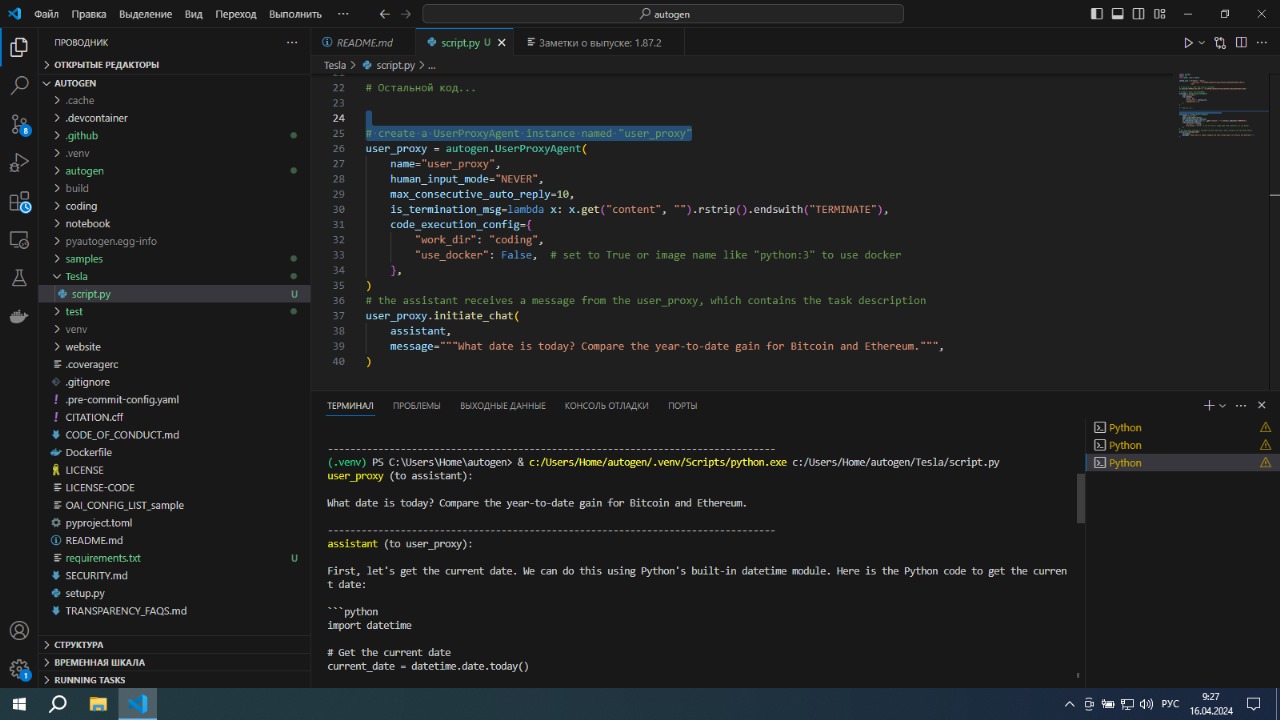 Файл Правка Выделение Вид Переход Выполнить ···
autogen
ПРОВОДНИК
ОТКРЫТЫЕ РЕДАКТОРЫ
AUTOGEN
.cache
.devcontainer
.github
.venv
autogen
build
coding
notebook
pyautogen.egg-info
samples
Tesla
script.py U
test
venv
website
.coveragerc
.gitignore
.pre-commit-config.yaml
CITATION.cff
CODE_OF_CONDUCT.md
Dockerfile
LICENSE
LICENSE-CODE
OAI_CONFIG_LIST_sample
pyproject.toml
README.md
requirements.txt U
SECURITY.md
setup.py
TRANSPARENCY_FAQS.md
СТРУКТУРА
ВРЕМЕННАЯ ШКАЛА
RUNNING TASKS
8
1
README.md
script.py U
Заметки о выпуске: 1.87.2
Tesla > script.py > ...
22 # Остальной код...
23
24
25 # create a UserProxyAgent instance named "user_proxy"
26 user_proxy = autogen.UserProxyAgent(
27 name="user_proxy",
28 human_input_mode="NEVER",
29 max_consecutive_auto_reply=10,
30 is_termination_msg=lambda x: x.get("content", "").rstrip().endswith("TERMINATE"),
31 code_execution_config={
32 "work_dir": "coding",
33 "use_docker": False, # set to True or image name like "python:3" to use docker
34 },
35 )
36 # the assistant receives a message from the user_proxy, which contains the task description
37 user_proxy.initiate_chat(
38 assistant,
39 message="""What date is today? Compare the year-to-date gain for Bitcoin and Ethereum.""",
40 )
ТЕРМИНАЛ ПРОБЛЕМЫ ВЫХОДНЫЕ ДАННЫЕ КОНСОЛЬ ОТЛАДКИ ПОРТЫ
--------------------------------------------------------------------------------
(.venv) PS C:\Users\Home\autogen> & c:/Users/Home/autogen/.venv/Scripts/python.exe c:/Users/Home/autogen/Tesla/script.py
user_proxy (to assistant):
What date is today? Compare the year-to-date gain for Bitcoin and Ethereum.
--------------------------------------------------------------------------------
assistant (to user_proxy):
First, let's get the current date. We can do this using Python's built-in datetime module. Here is the Python code to get the curren
t date:
```python
import datetime
# Get the current date
current_date = datetime.date.today()
Python
Python
Python
РУС
9:27
16.04.2024